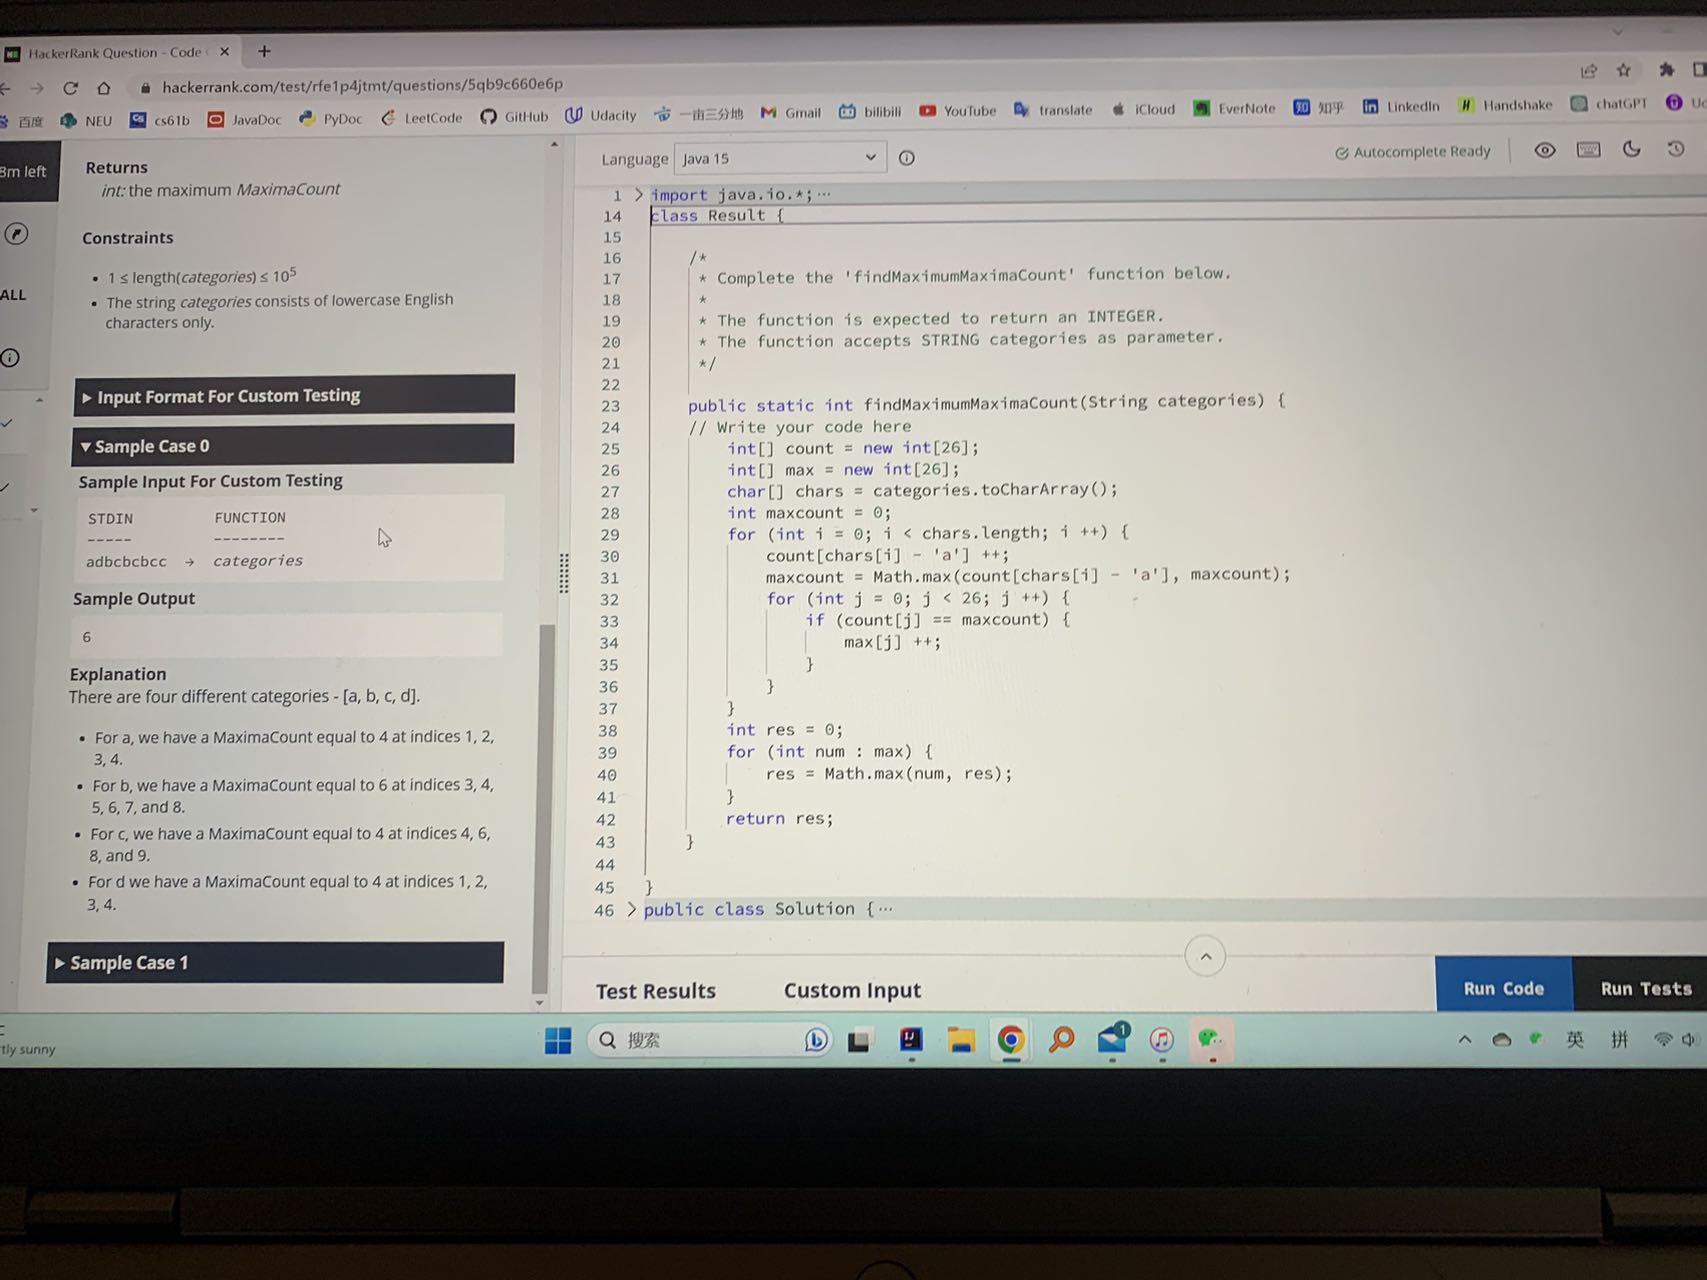 HackerRank Question - Code
hackerrank.com/test/rfe1p4jtmt/questions/5qb9c660e6p
百度 NEU cs61b JavaDoc PyDoc LeetCode GitHub Udacity 一亩三分地 Gmail bilibili YouTube translate iCloud EverNote 知乎 LinkedIn Handshake chatGPT
8m left
ALL
Returns
int: the maximum MaximaCount
Constraints
• 1 ≤ length(categories) ≤ 10^5
• The string categories consists of lowercase English
characters only.
▶ Input Format For Custom Testing
▼ Sample Case 0
Sample Input For Custom Testing
STDIN FUNCTION
----- --------
adbcbcbcc → categories
Sample Output
6
Explanation
There are four different categories - [a, b, c, d].
• For a, we have a MaximaCount equal to 4 at indices 1, 2,
3, 4.
• For b, we have a MaximaCount equal to 6 at indices 3, 4,
5, 6, 7, and 8.
• For c, we have a MaximaCount equal to 4 at indices 4, 6,
8, and 9.
• For d we have a MaximaCount equal to 4 at indices 1, 2,
3, 4.
▶ Sample Case 1
Language Java 15
Autocomplete Ready
1 > import java.io.*; ···
14 class Result {
15
16 /*
17 * Complete the 'findMaximumMaximaCount' function below.
18 *
19 * The function is expected to return an INTEGER.
20 * The function accepts STRING categories as parameter.
21 */
22
23 public static int findMaximumMaximaCount(String categories) {
24 // Write your code here
25 int[] count = new int[26];
26 int[] max = new int[26];
27 char[] chars = categories.toCharArray();
28 int maxcount = 0;
29 for (int i = 0; i < chars.length; i ++) {
30 count[chars[i] - 'a'] ++;
31 maxcount = Math.max(count[chars[i] - 'a'], maxcount);
32 for (int j = 0; j < 26; j ++) {
33 if (count[j] == maxcount) {
34 max[j] ++;
35 }
36 }
37 }
38 int res = 0;
39 for (int num : max) {
40 res = Math.max(num, res);
41 }
42 return res;
43 }
44
45 }
46 > public class Solution { ···
Test Results Custom Input
Run Code Run Tests
tly sunny
搜索
1
英 拼